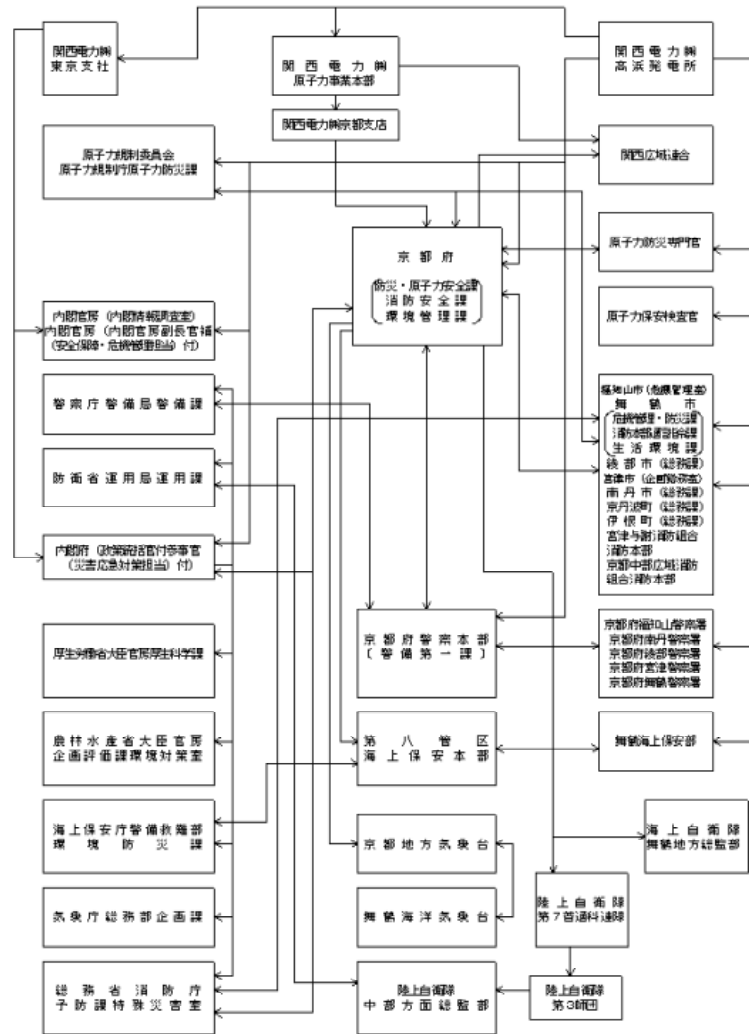 関西電力㈱
東京支社
関西電力㈱
原子力事業本部
関西電力㈱
高浜発電所
関西電力㈱京都支店
原子力規制委員会
原子力規制庁原子力防災課
関西広域連合
京都府
防災・原子力安全課
消防安全課
環境管理課
原子力防災専門官
原子力保安検査官
内閣官房（内閣情報調査室）
内閣官房（内閣官房副長官補
（安全保障・危機管理担当）付）
警察庁警備局警備課
防衛省運用局運用課
内閣府（政策統括官付参事官
（災害応急対策担当）付）
福知山市（危機管理室）
舞鶴市
危機管理・防災課
消防本部通信指令課
生活環境課
綾部市（総務課）
宮津市（企画総務室）
南丹市（総務課）
京丹波町（総務課）
伊根町（総務課）
宮津与謝消防組合
消防本部
京都中部広域消防
組合消防本部
厚生労働省大臣官房厚生科学課
京都府警察本部
〔警備第一課〕
京都府福知山警察署
京都府南丹警察署
京都府綾部警察署
京都府宮津警察署
京都府舞鶴警察署
農林水産省大臣官房
企画評価課環境対策室
第八管区
海上保安本部
舞鶴海上保安部
海上保安庁警備救難部
環境防災課
京都地方気象台
海上自衛隊
舞鶴地方総監部
気象庁総務部企画課
舞鶴海洋気象台
陸上自衛隊
第７普通科連隊
総務省消防庁
予防課特殊災害室
陸上自衛隊
中部方面総監部
陸上自衛隊
第３師団